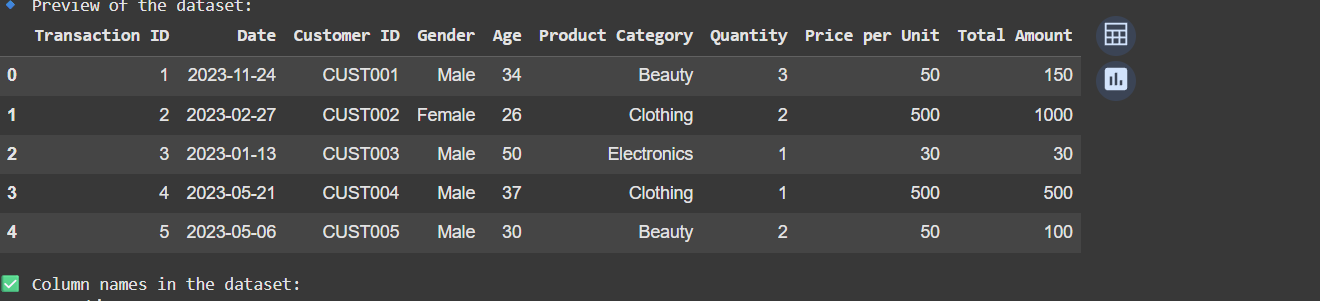 Preview of the dataset:
Transaction ID Date Customer ID Gender Age Product Category Quantity Price per Unit Total Amount
0 1 2023-11-24 CUST001 Male 34 Beauty 3 50 150
1 2 2023-02-27 CUST002 Female 26 Clothing 2 500 1000
2 3 2023-01-13 CUST003 Male 50 Electronics 1 30 30
3 4 2023-05-21 CUST004 Male 37 Clothing 1 500 500
4 5 2023-05-06 CUST005 Male 30 Beauty 2 50 100
Column names in the dataset: